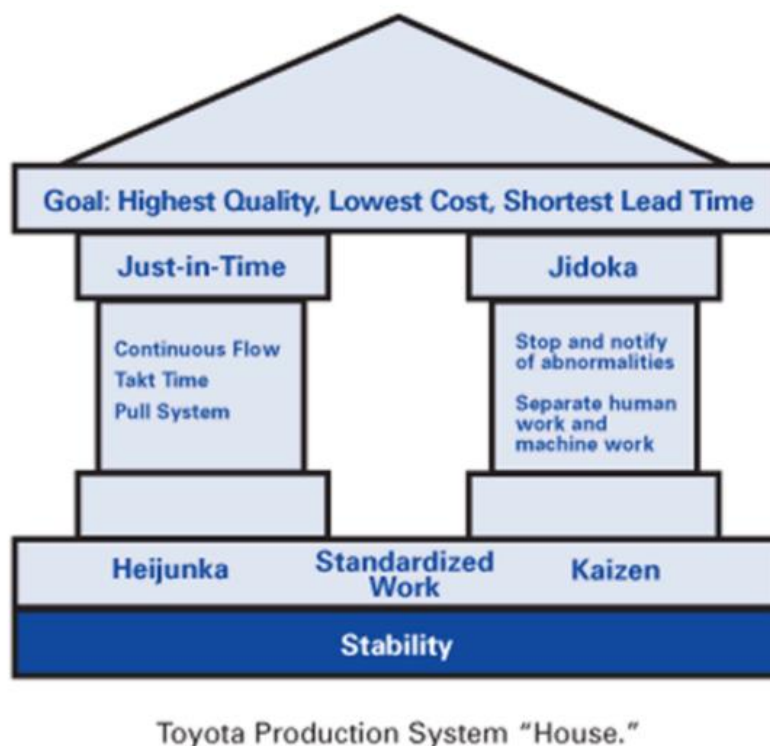 Goal: Highest Quality, Lowest Cost, Shortest Lead Time
Just-in-Time
Continuous Flow
Takt Time
Pull System
Jidoka
Stop and notify
of abnormalities
Separate human
work and
machine work
Heijunka
Standardized
Work
Kaizen
Stability
Toyota Production System “House.”